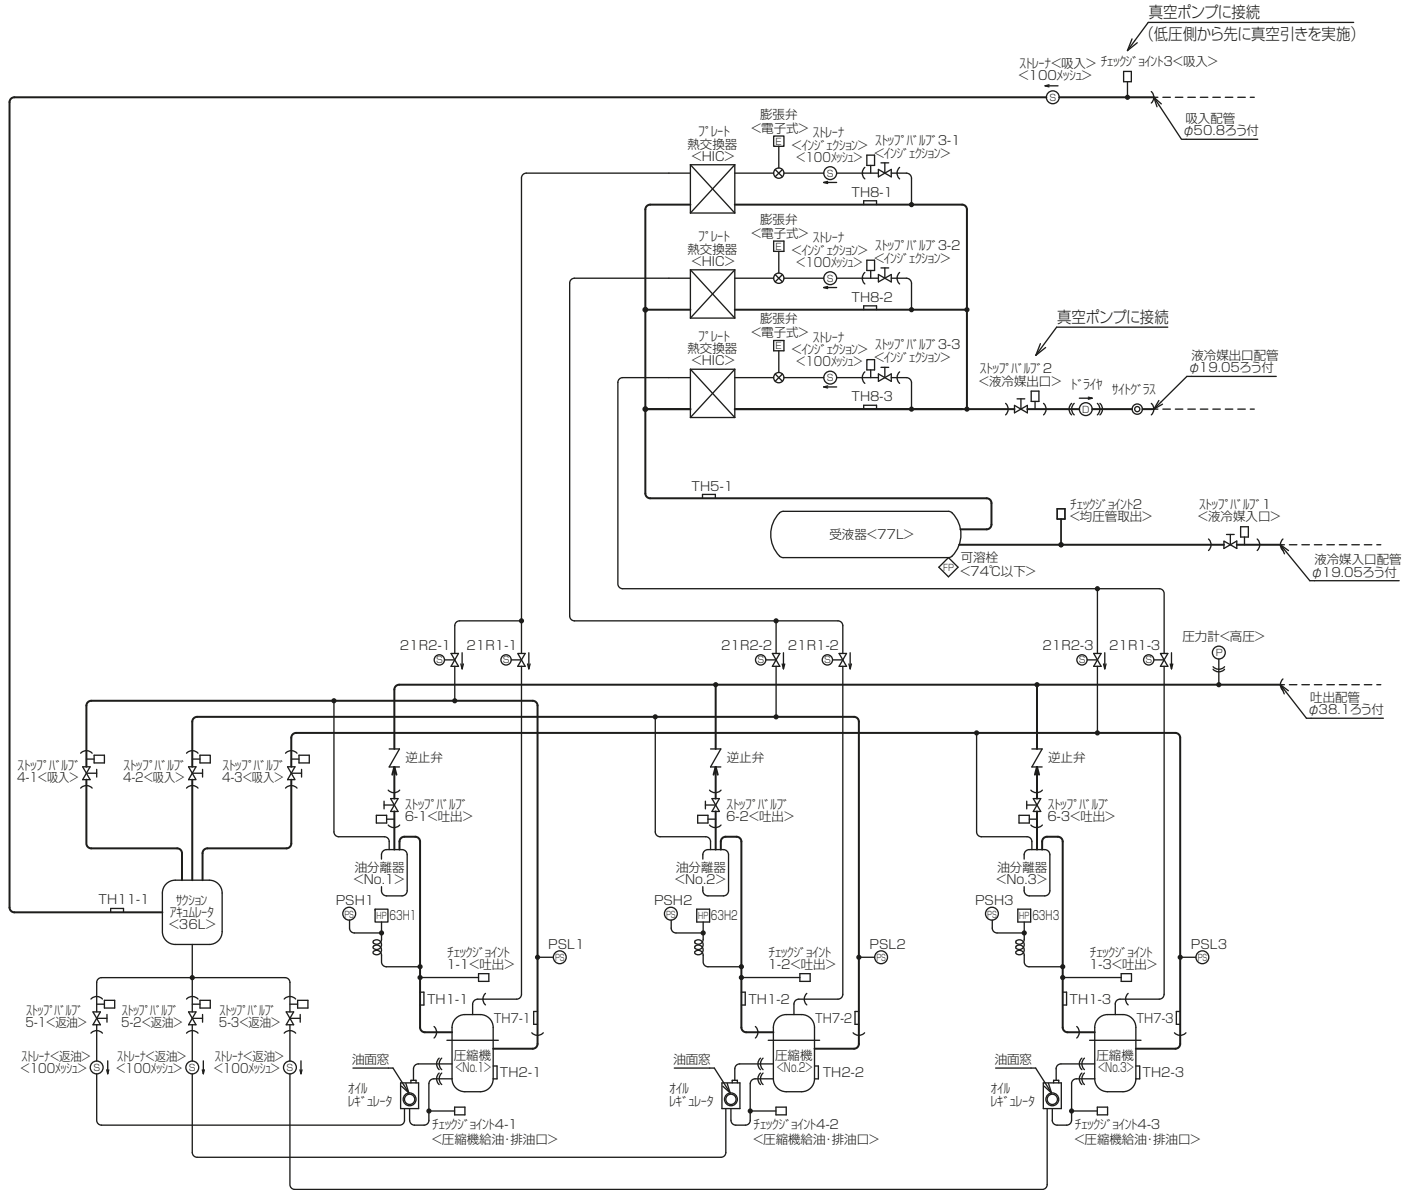 真空ポンプに接続
(低圧側から先に真空引きを実施)
ストレーナ<吸入>
<100メッシュ>
チェックジョイント3<吸入>
S
吸入配管
φ50.8ろう付
プレート
熱交換器
<HIC>
膨張弁
<電子式>
E
ストレーナ
<インジェクション>
<100メッシュ>
S
ストップバルブ3-1
<インジェクション>
TH8-1
プレート
熱交換器
<HIC>
膨張弁
<電子式>
E
ストレーナ
<インジェクション>
<100メッシュ>
S
ストップバルブ3-2
<インジェクション>
TH8-2
プレート
熱交換器
<HIC>
膨張弁
<電子式>
E
ストレーナ
<インジェクション>
<100メッシュ>
S
ストップバルブ3-3
<インジェクション>
TH8-3
真空ポンプに接続
ストップバルブ2
<液冷媒出口>
ドライヤ
D
サイトグラス
液冷媒出口配管
φ19.05ろう付
TH5-1
受液器<77L>
チェックジョイント2
<均圧管取出>
ストップバルブ1
<液冷媒入口>
FP
可溶栓
<74℃以下>
液冷媒入口配管
φ19.05ろう付
21R2-1
21R1-1
S
S
21R2-2
21R1-2
S
S
21R2-3
21R1-3
S
S
圧力計<高圧>
P
吐出配管
φ38.1ろう付
ストップバルブ
4-1<吸入>
ストップバルブ
4-2<吸入>
ストップバルブ
4-3<吸入>
逆止弁
逆止弁
逆止弁
ストップバルブ
6-1<吐出>
ストップバルブ
6-2<吐出>
ストップバルブ
6-3<吐出>
油分離器
<No.1>
油分離器
<No.2>
油分離器
<No.3>
TH11-1
サクション
アキュムレータ
<36L>
PSH1
PS
HP
63H1
PSH2
PS
HP
63H2
PSH3
PS
HP
63H3
チェックジョイント
1-1<吐出>
PSL1
PS
チェックジョイント
1-2<吐出>
PSL2
PS
チェックジョイント
1-3<吐出>
PSL3
PS
ストップバルブ
5-1<返油>
ストップバルブ
5-2<返油>
ストップバルブ
5-3<返油>
TH1-1
TH7-1
TH1-2
TH7-2
TH1-3
TH7-3
ストレーナ<返油>
<100メッシュ>
S
ストレーナ<返油>
<100メッシュ>
S
ストレーナ<返油>
<100メッシュ>
S
油面窓
圧縮機
<No.1>
TH2-1
油面窓
圧縮機
<No.2>
TH2-2
油面窓
圧縮機
<No.3>
TH2-3
オイル
レギュレータ
オイル
レギュレータ
オイル
レギュレータ
チェックジョイント4-1
<圧縮機給油・排油口>
チェックジョイント4-2
<圧縮機給油・排油口>
チェックジョイント4-3
<圧縮機給油・排油口>